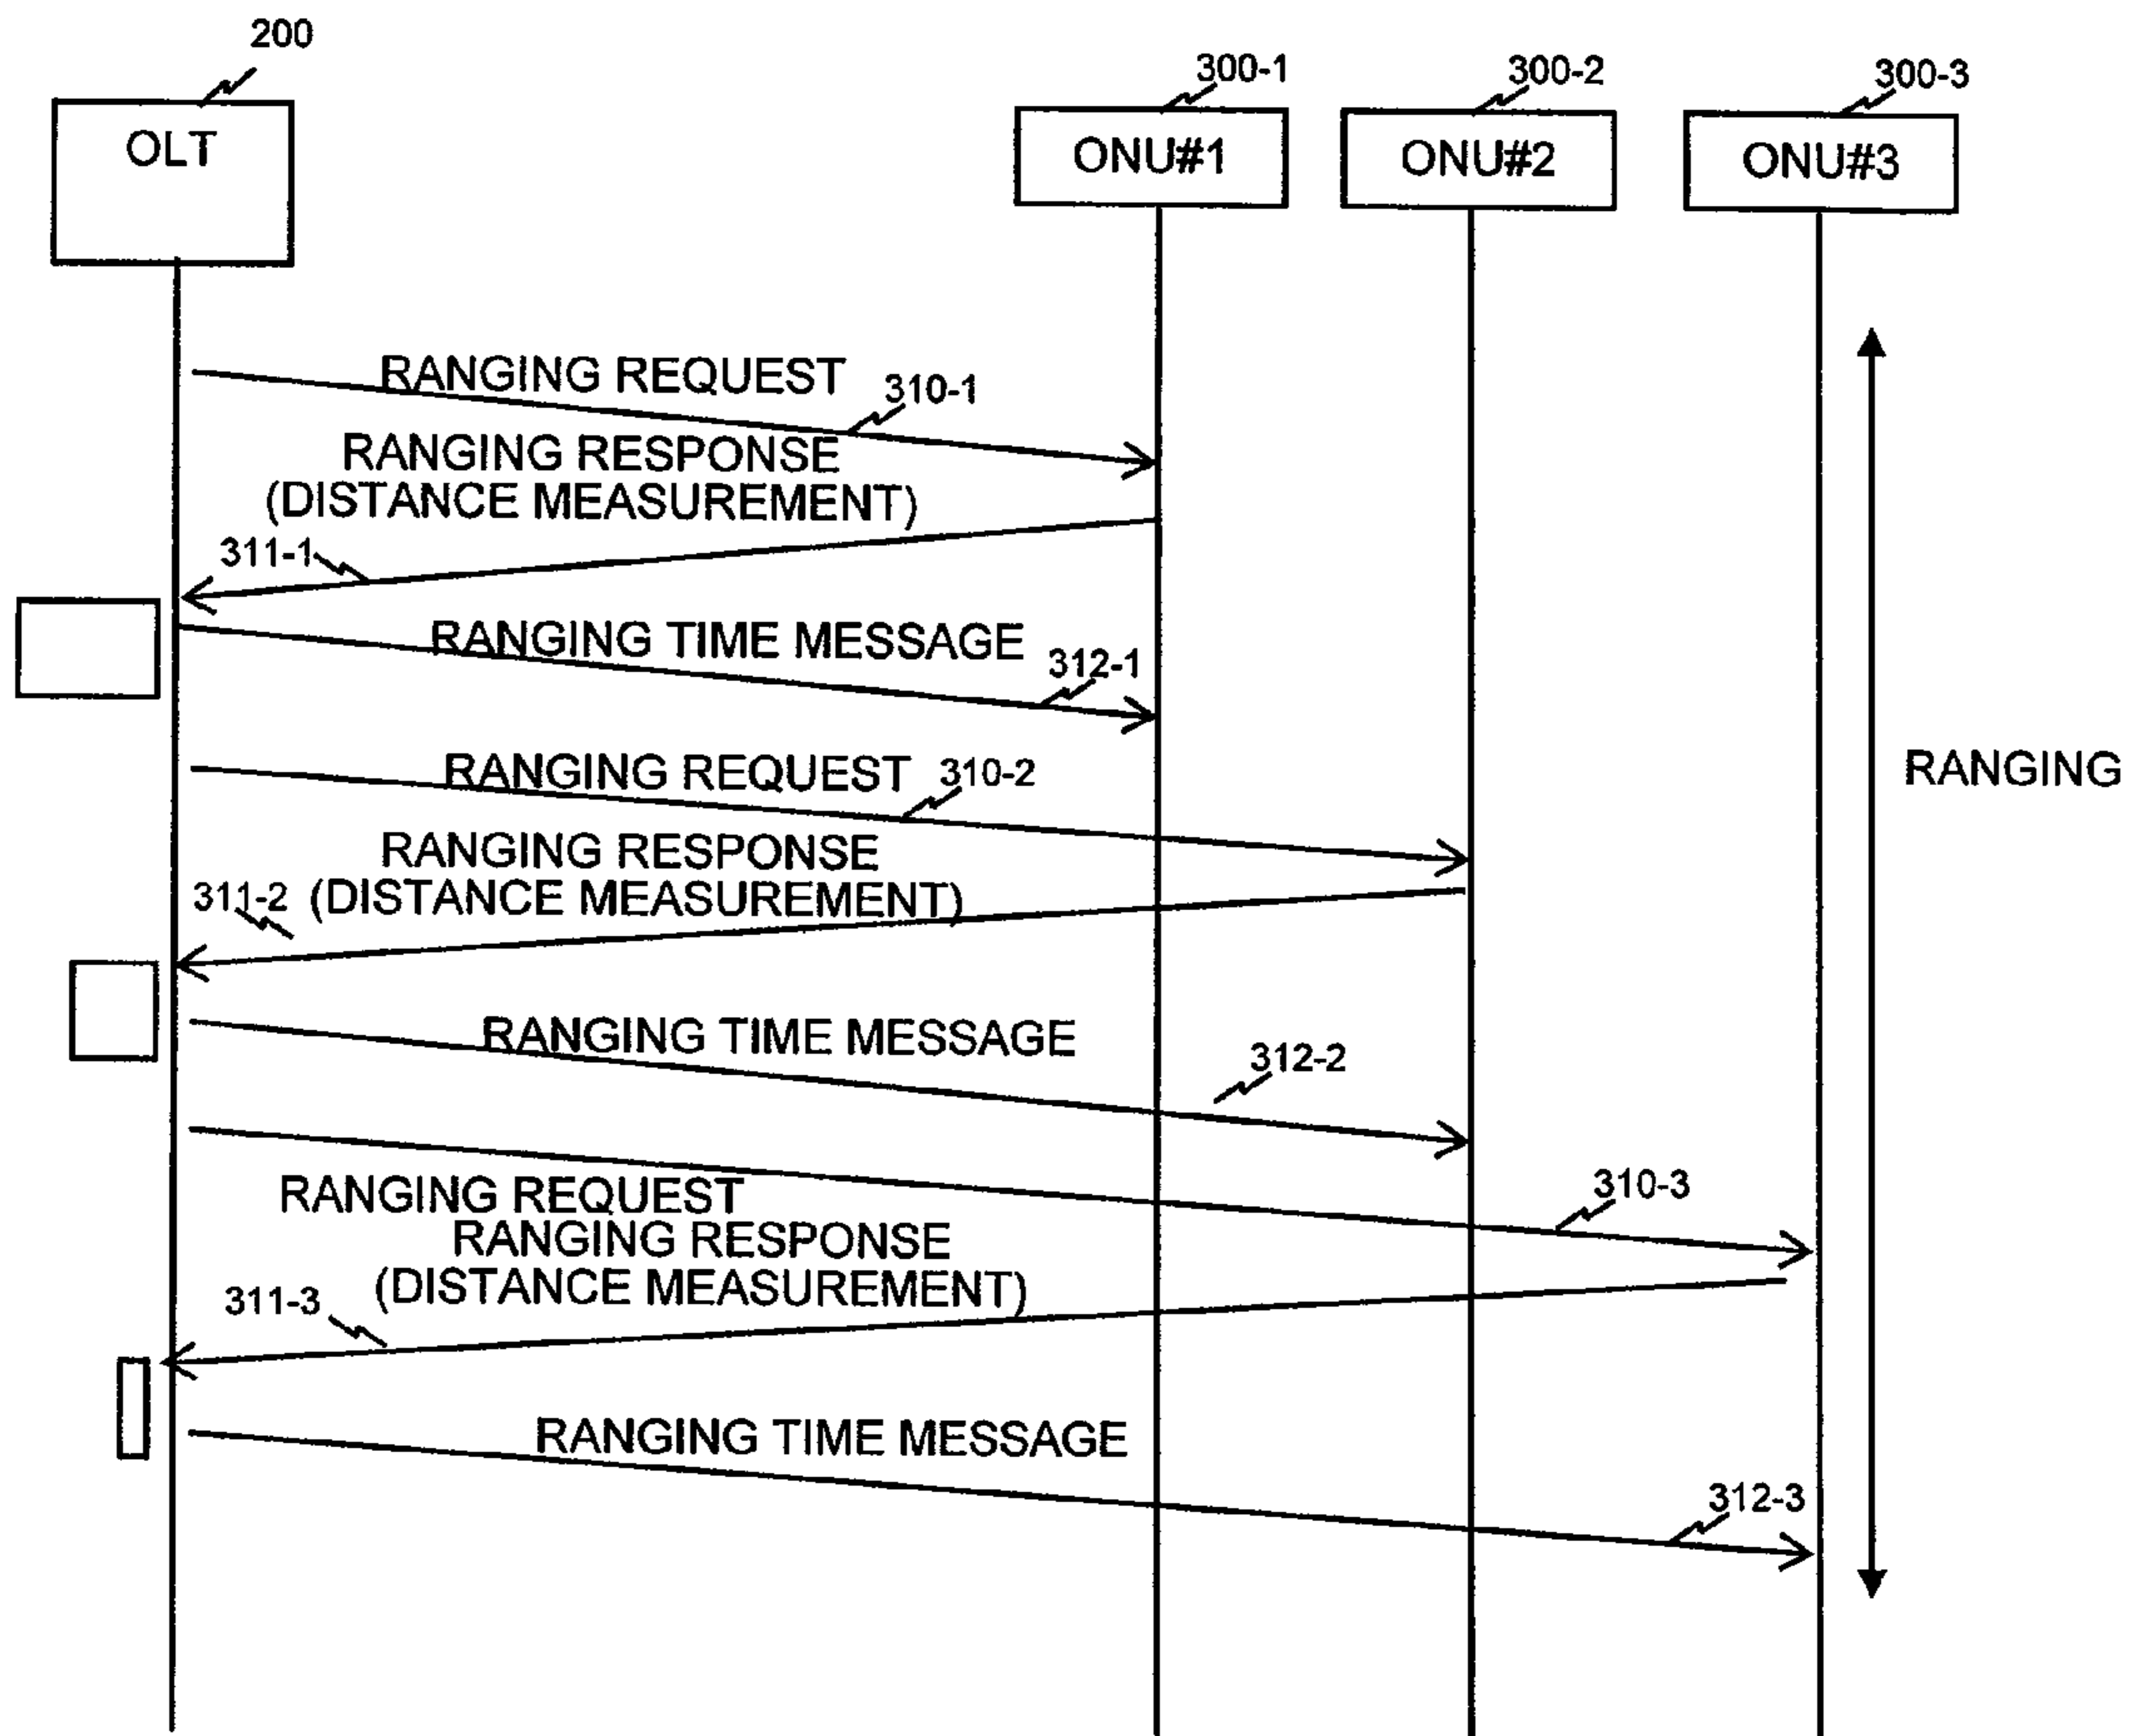 200
300-1
300-2
300-3
OLT
ONU#1
ONU#2
ONU#3
RANGING REQUEST
310-1
RANGING RESPONSE
(DISTANCE MEASUREMENT)
311-1
RANGING TIME MESSAGE
312-1
RANGING REQUEST
310-2
RANGING
RANGING RESPONSE
(DISTANCE MEASUREMENT)
311-2
RANGING TIME MESSAGE
312-2
RANGING REQUEST
310-3
RANGING RESPONSE
(DISTANCE MEASUREMENT)
311-3
RANGING TIME MESSAGE
312-3